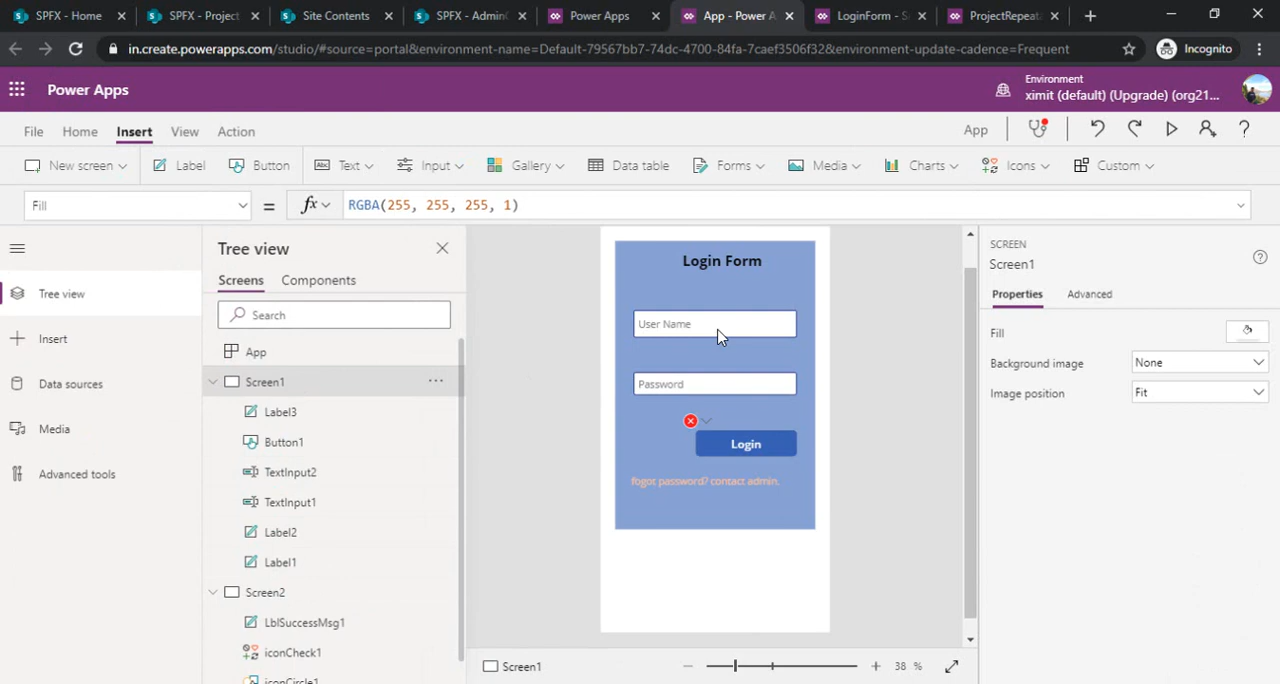 SPFX - Home
SPFX - Project
Site Contents
SPFX - Admin
Power Apps
App - Power A
LoginForm - S
ProjectRepeata
in.create.powerapps.com/studio/#source=portal&environment-name=Default-79567bb7-74dc-4700-84fa-7caef3506f32&environment-update-cadence=Frequent
Incognito
Power Apps
Environment
ximit (default) (Upgrade) (org21...
File
Home
Insert
View
Action
App
New screen
Label
Button
Text
Input
Gallery
Data table
Forms
Media
Charts
Icons
Custom
Fill
=
fx
RGBA(255, 255, 255, 1)
Tree view
Insert
Data sources
Media
Advanced tools
Tree view
Screens
Components
Search
App
Screen1
Label3
Button1
TextInput2
TextInput1
Label2
Label1
Screen2
LblSuccessMsg1
iconCheck1
iconCircle1
Login Form
User Name
Password
Login
fogot password? contact admin.
Screen1
38 %
SCREEN
Screen1
Properties
Advanced
Fill
Background image
None
Image position
Fit